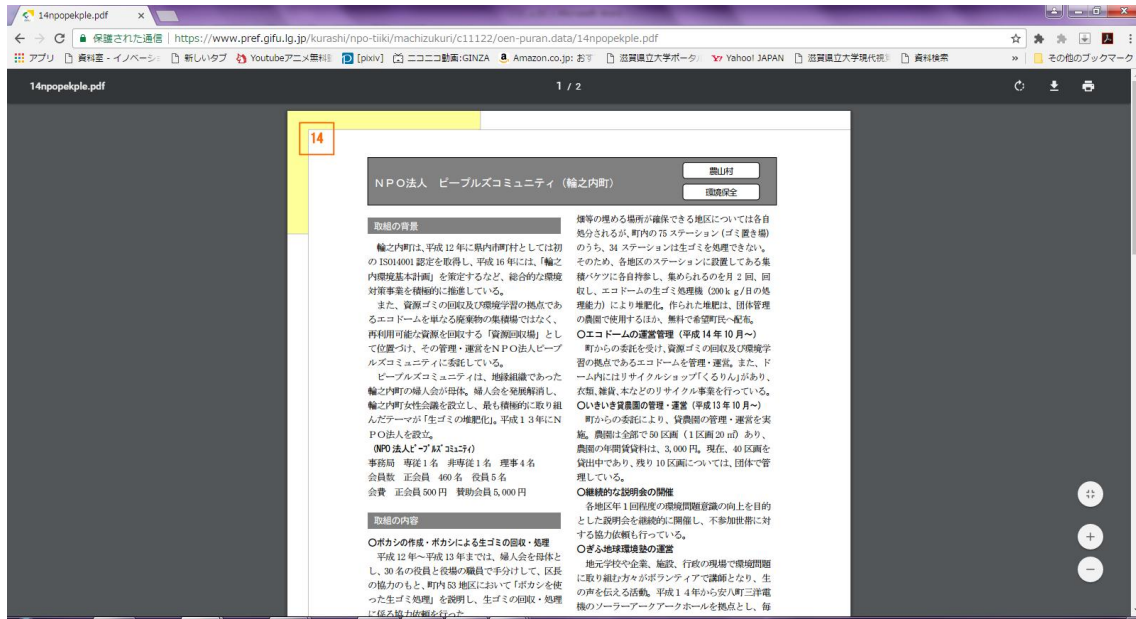 14npopekple.pdf
保護された通信 | https://www.pref.gifu.lg.jp/kurashi/npo-tiiki/machizukuri/c11122/oen-puran.data/14npopekple.pdf
アプリ 資料室 - イノベーシ 新しいタブ Youtubeアニメ無料 [pixiv] ニコニコ動画:GINZA Amazon.co.jp: おす 滋賀県立大学ポータ Yahoo! JAPAN 滋賀県立大学現代視 資料検索 » その他のブックマーク
14npopekple.pdf 1 / 2
14
NPO法人 ピープルズコミュニティ(輪之内町)
農山村
環境保全
取組の背景
輪之内町は、平成 12 年に県内市町村としては初
の ISO14001 認定を取得し、平成 16 年には、「輪之
内環境基本計画」を策定するなど、総合的な環境
対策事業を積極的に推進している。
また、資源ゴミの回収及び環境学習の拠点であ
るエコドームを単なる廃棄物の集積場ではなく、
再利用可能な資源を回収する「資源回収場」とし
て位置づけ、その管理・運営をNPO法人ピープ
ルズコミュニティに委託している。
ピープルズコミュニティは、地縁組織であった
輪之内町の婦人会が母体。婦人会を発展解消し、
輪之内町女性会議を設立し、最も積極的に取り組
んだテーマが「生ゴミの堆肥化」。平成13年にN
PO法人を設立。
(NPO 法人ピープルズコミュニティ)
事務局 専従1名 非専従1名 理事4名
会員数 正会員 460名 役員5名
会費 正会員500円 賛助会員5,000円
取組の内容
○ボカシの作成・ボカシによる生ゴミの回収・処理
平成 12 年～平成 13 年までは、婦人会を母体と
し、30 名の役員と役場の職員で手分けして、区長
の協力のもと、町内 53 地区において「ボカシを使
った生ゴミ処理」を説明し、生ゴミの回収・処理
に係る協力依頼を行った
畑等の埋める場所が確保できる地区については各自
処分されるが、町内の 75 ステーション(ゴミ置き場)
のうち、34 ステーションは生ゴミを処理できない。
そのため、各地区のステーションに設置してある集
積バケツに各自持参し、集められるのを月 2 回、回
収し、エコドームの生ゴミ処理機(200kg/日の処
理能力)により堆肥化。作られた堆肥は、団体管理
の農園で使用するほか、無料で希望町民へ配布。
○エコドームの運営管理(平成 14 年 10 月～)
町からの委託を受け、資源ゴミの回収及び環境学
習の拠点であるエコドームを管理・運営。また、ド
ーム内にはリサイクルショップ「くるりん」があり、
衣類、雑貨、本などのリサイクル事業を行っている。
○いきいき貸農園の管理・運営(平成 13 年 10 月～)
町からの委託により、貸農園の管理・運営を実
施。農園は全部で 50 区画(1区画 20 ㎡)あり、
農園の年間賃貸料は、3,000 円。現在、40 区画を
貸出中であり、残り 10 区画については、団体で管
理している。
○継続的な説明会の開催
各地区年1回程度の環境問題意識の向上を目的
とした説明会を継続的に開催し、不参加世帯に対
する協力依頼も行っている。
○ぎふ地球環境塾の運営
地元学校や企業、施設、行政の現場で環境問題
に取り組む方々がボランティアで講師となり、生
の声を伝える活動。平成14年から安八町三洋電
機のソーラーアークアークホールを拠点とし、毎